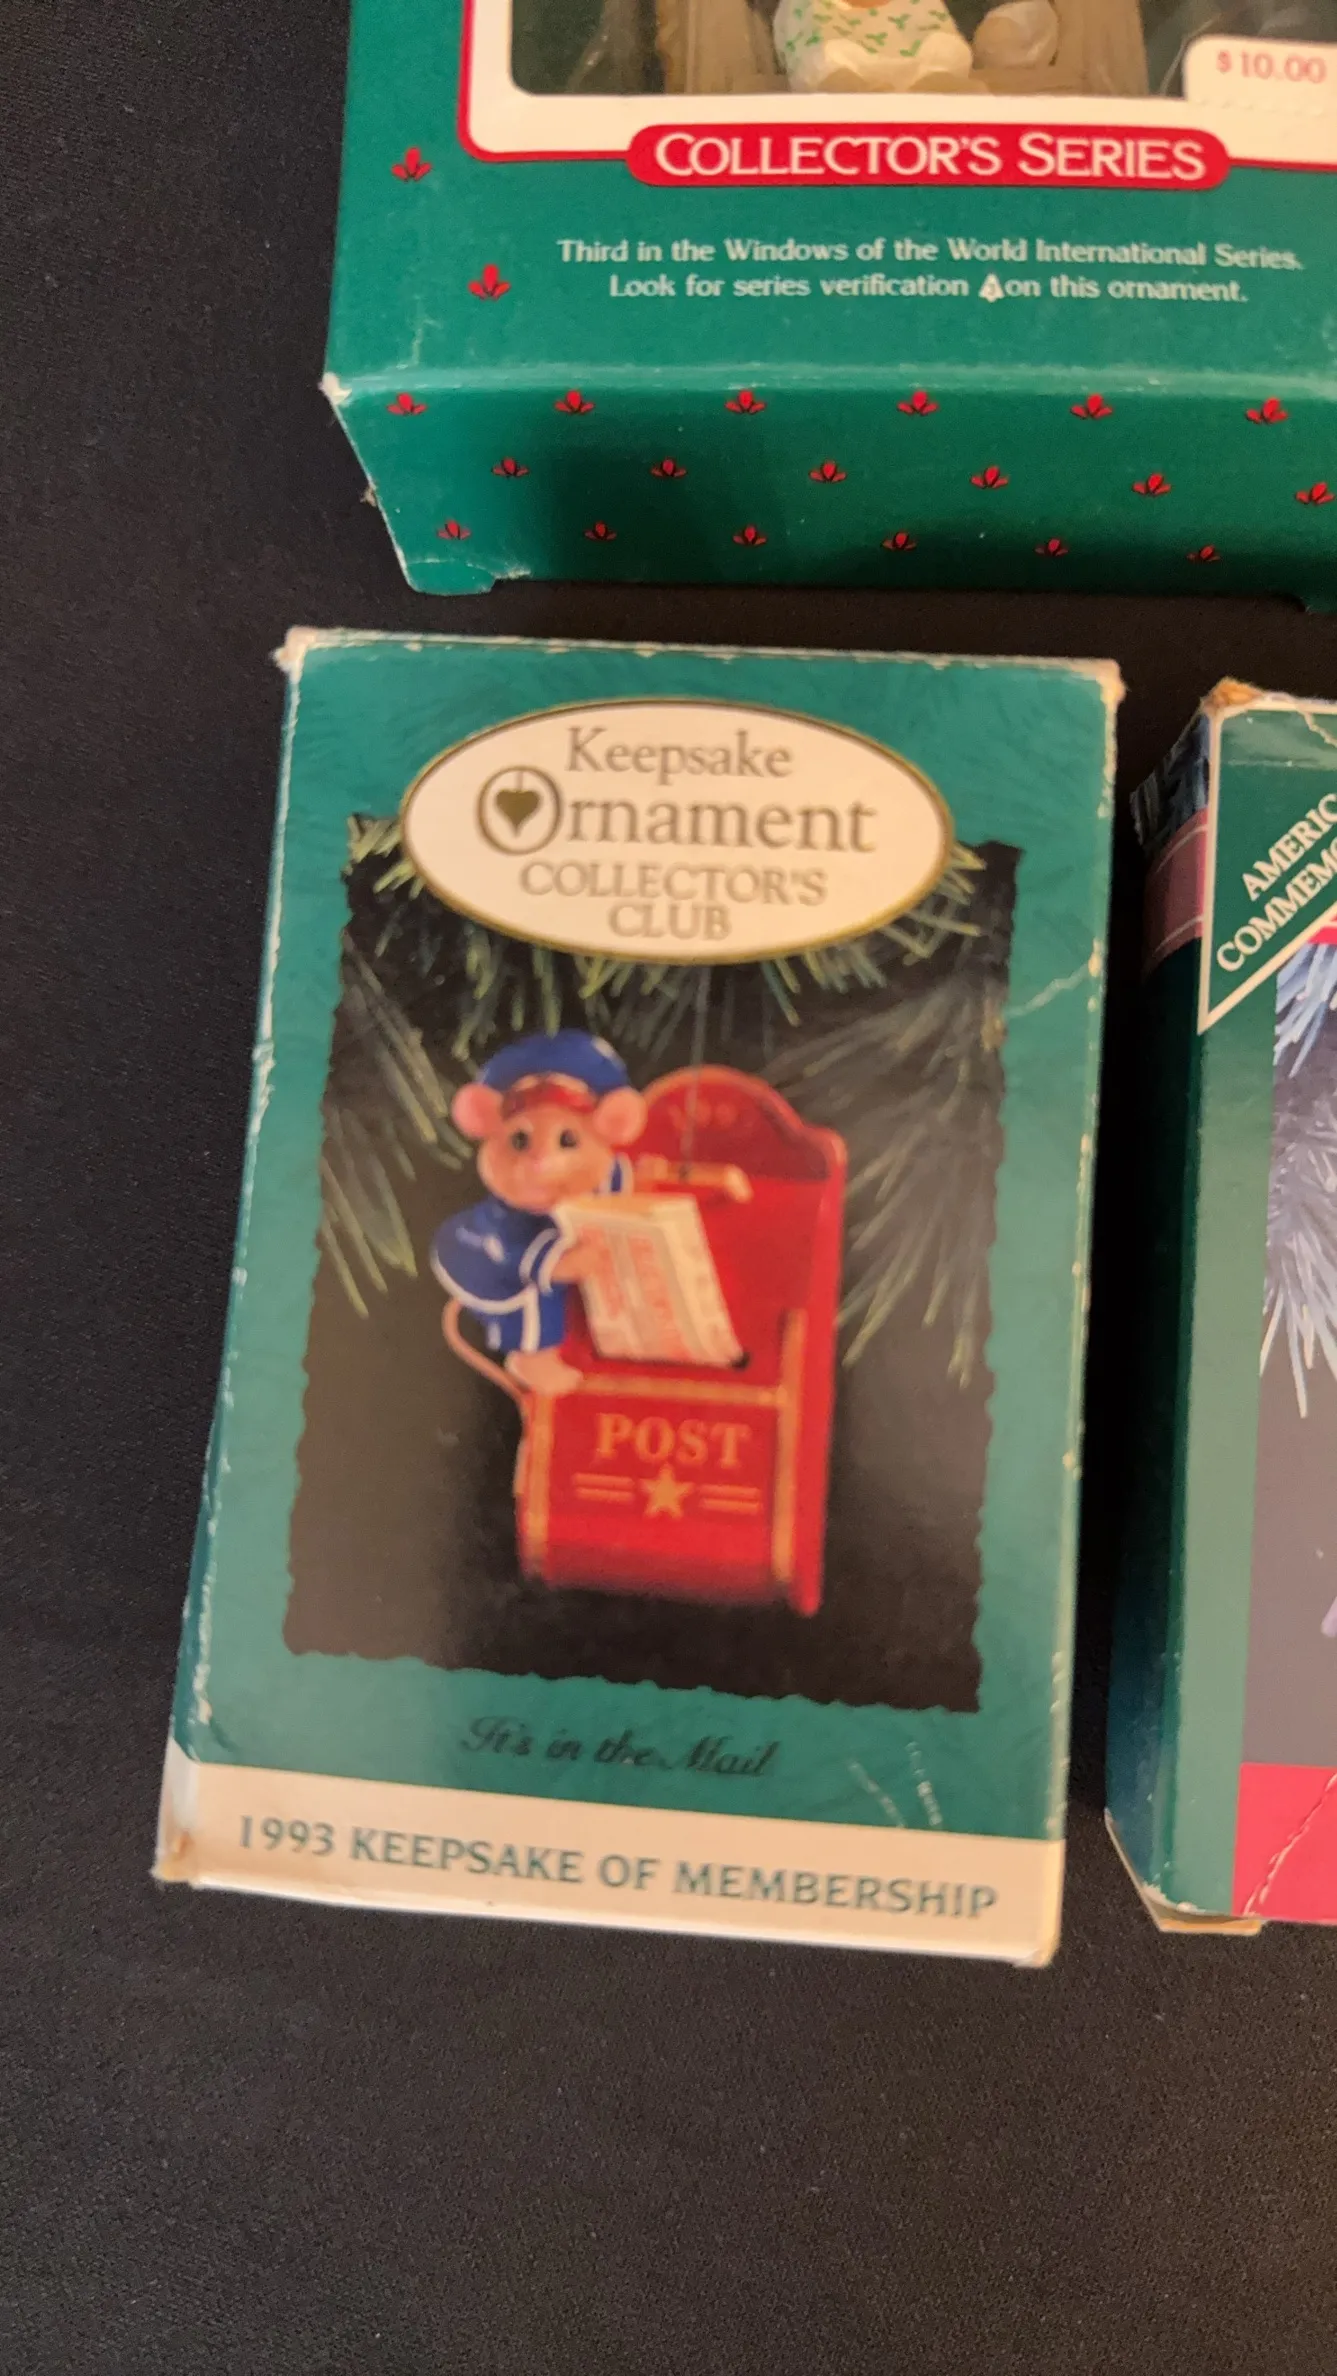 $10.00
COLLECTOR'S SERIES
Third in the Windows of the World International Series.
Look for series verification on this ornament.
Keepsake
Ornament
COLLECTOR'S
CLUB
POST
It's in the Mail
1993 KEEPSAKE OF MEMBERSHIP